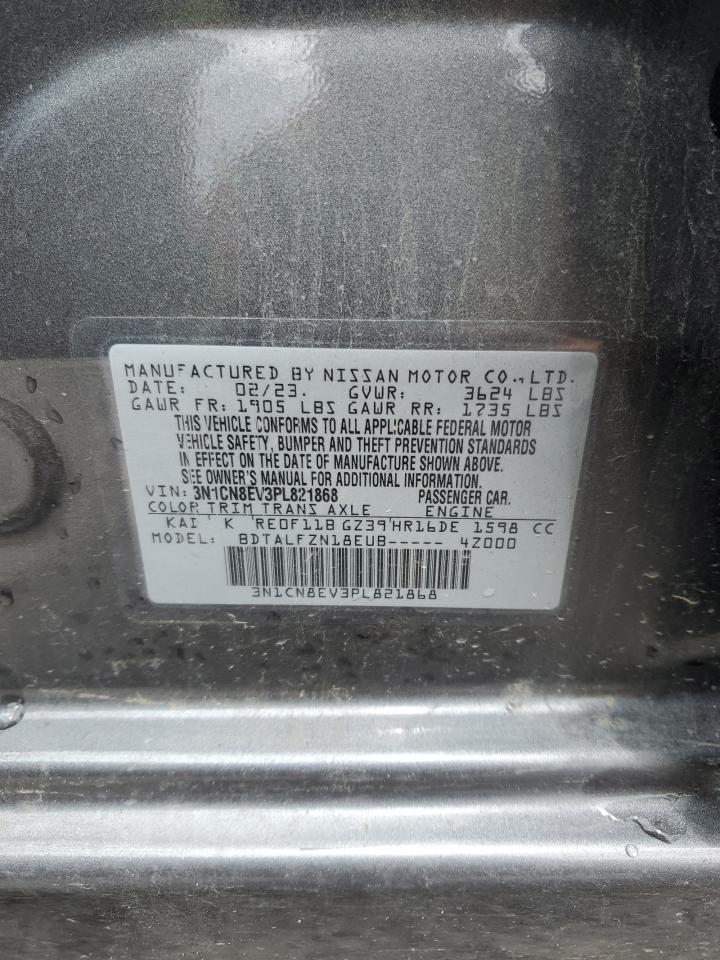 MANUFACTURED BY NISSAN MOTOR CO., LTD.
DATE: 02/23. GVWR: 3624 LBS
GAWR FR: 1905 LBS GAWR RR: 1735 LBS
THIS VEHICLE CONFORMS TO ALL APPLICABLE FEDERAL MOTOR
VEHICLE SAFETY, BUMPER AND THEFT PREVENTION STANDARDS
IN EFFECT ON THE DATE OF MANUFACTURE SHOWN ABOVE.
SEE OWNER'S MANUAL FOR ADDITIONAL INFORMATION.
VIN: 3N1CN8EV3PL821868 PASSENGER CAR.
COLOR TRIM TRANS AXLE ENGINE
KAD K RE0F11B GZ39 HR16DE 1598 CC
MODEL: BDTALFZN18EUB----- 4Z000
3N1CN8EV3PL821868